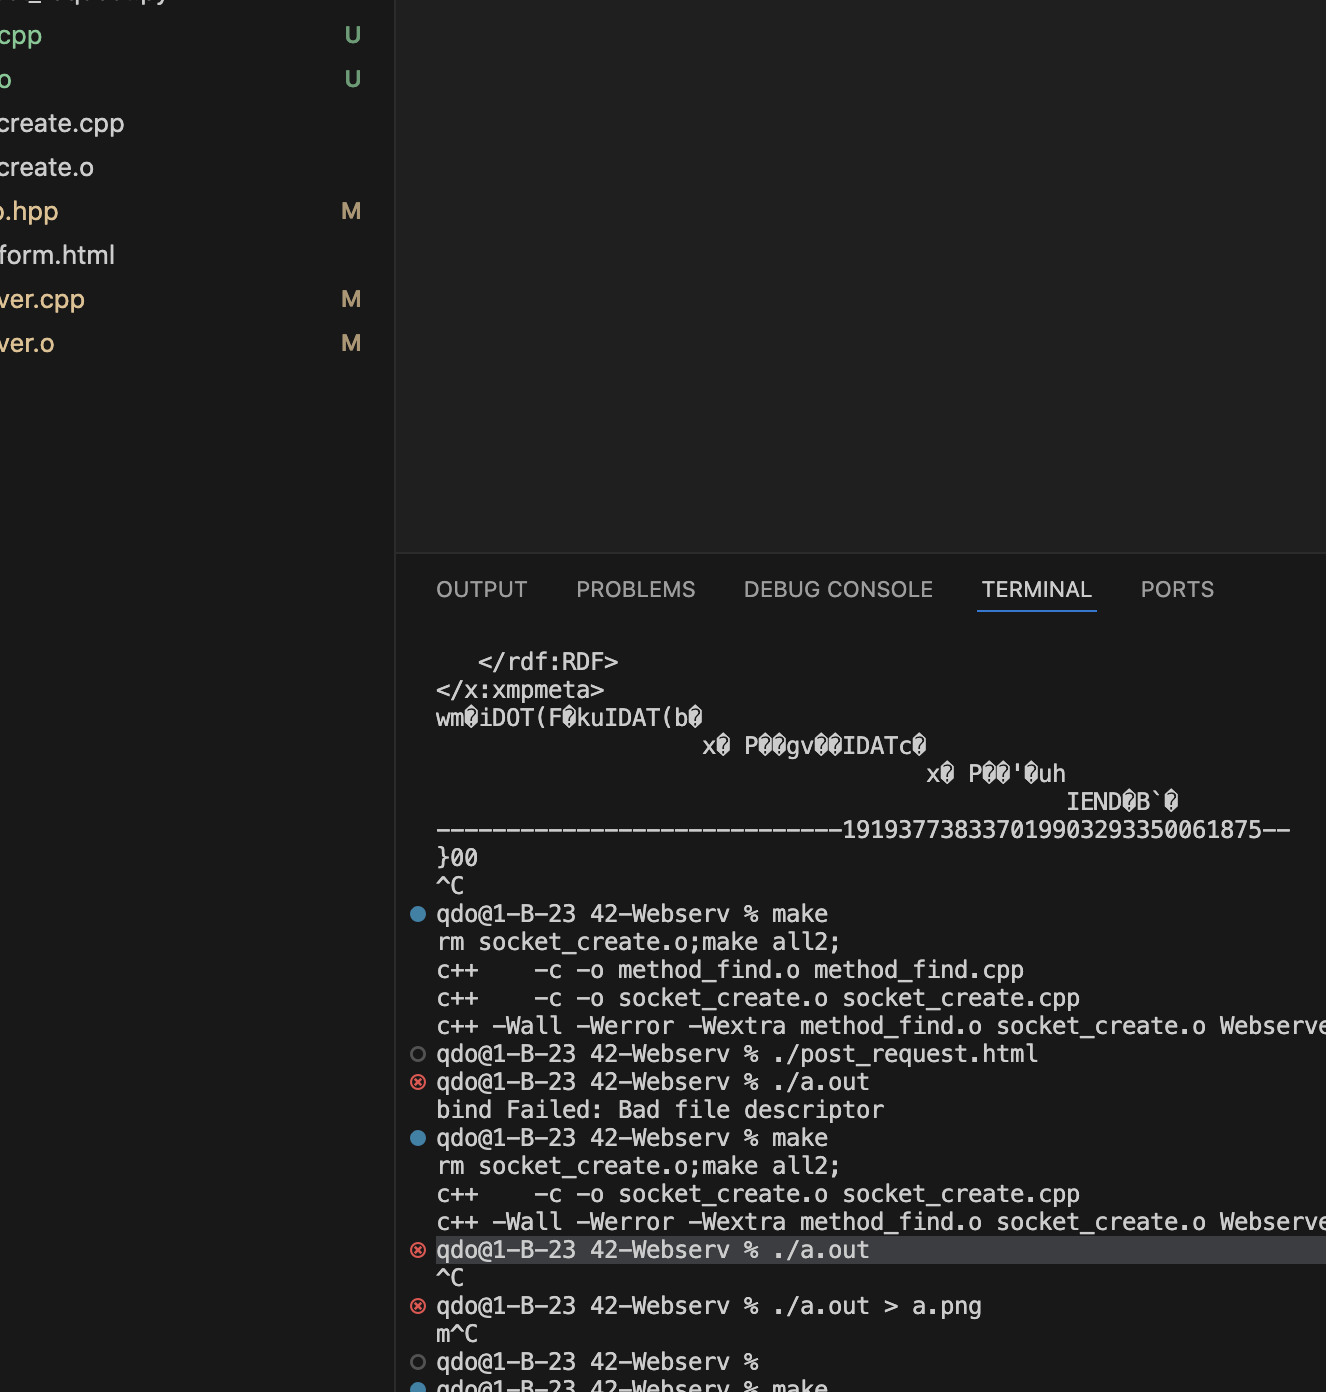 cpp U
o U
create.cpp
create.o
o.hpp M
form.html
ver.cpp M
ver.o M
OUTPUT PROBLEMS DEBUG CONSOLE TERMINAL PORTS
</rdf:RDF>
</x:xmpmeta>
wm�iDOT(F�kuIDAT(b�
x� P��gv��IDATc�
x� P��'�uh
IEND�B`�
-----------------------------191937738337019903293350061875--
}00
^C
qdo@1-B-23 42-Webserv % make
rm socket_create.o;make all2;
c++    -c -o method_find.o method_find.cpp
c++    -c -o socket_create.o socket_create.cpp
c++ -Wall -Werror -Wextra method_find.o socket_create.o Webserve
qdo@1-B-23 42-Webserv % ./post_request.html
qdo@1-B-23 42-Webserv % ./a.out
bind Failed: Bad file descriptor
qdo@1-B-23 42-Webserv % make
rm socket_create.o;make all2;
c++    -c -o socket_create.o socket_create.cpp
c++ -Wall -Werror -Wextra method_find.o socket_create.o Webserve
qdo@1-B-23 42-Webserv % ./a.out
^C
qdo@1-B-23 42-Webserv % ./a.out > a.png
m^C
qdo@1-B-23 42-Webserv %
qdo@1-B-23 42-Webserv % make